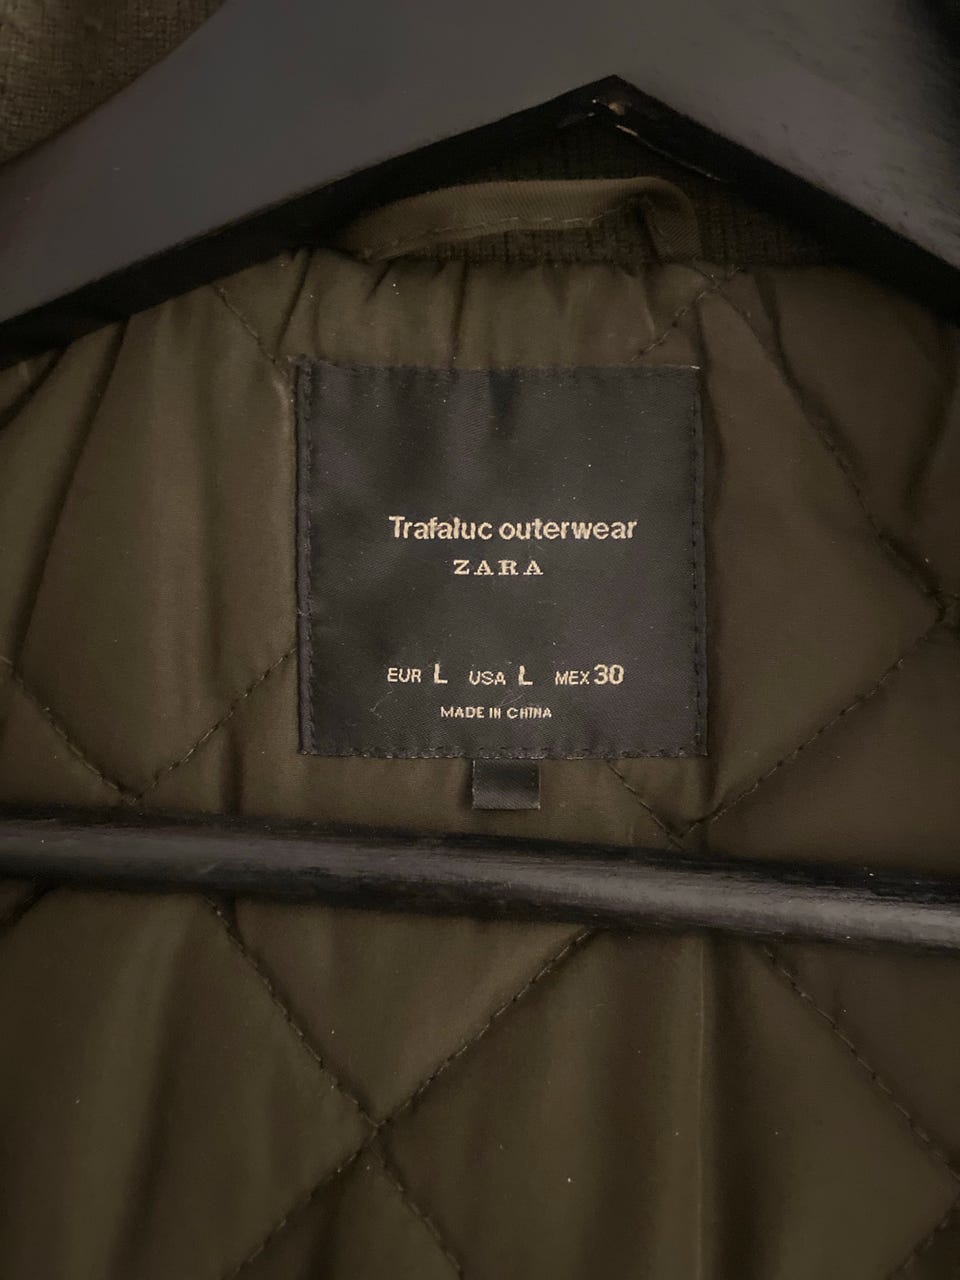 Trafaluc outerwear
ZARA
EUR L USA L MEX 30
MADE IN CHINA